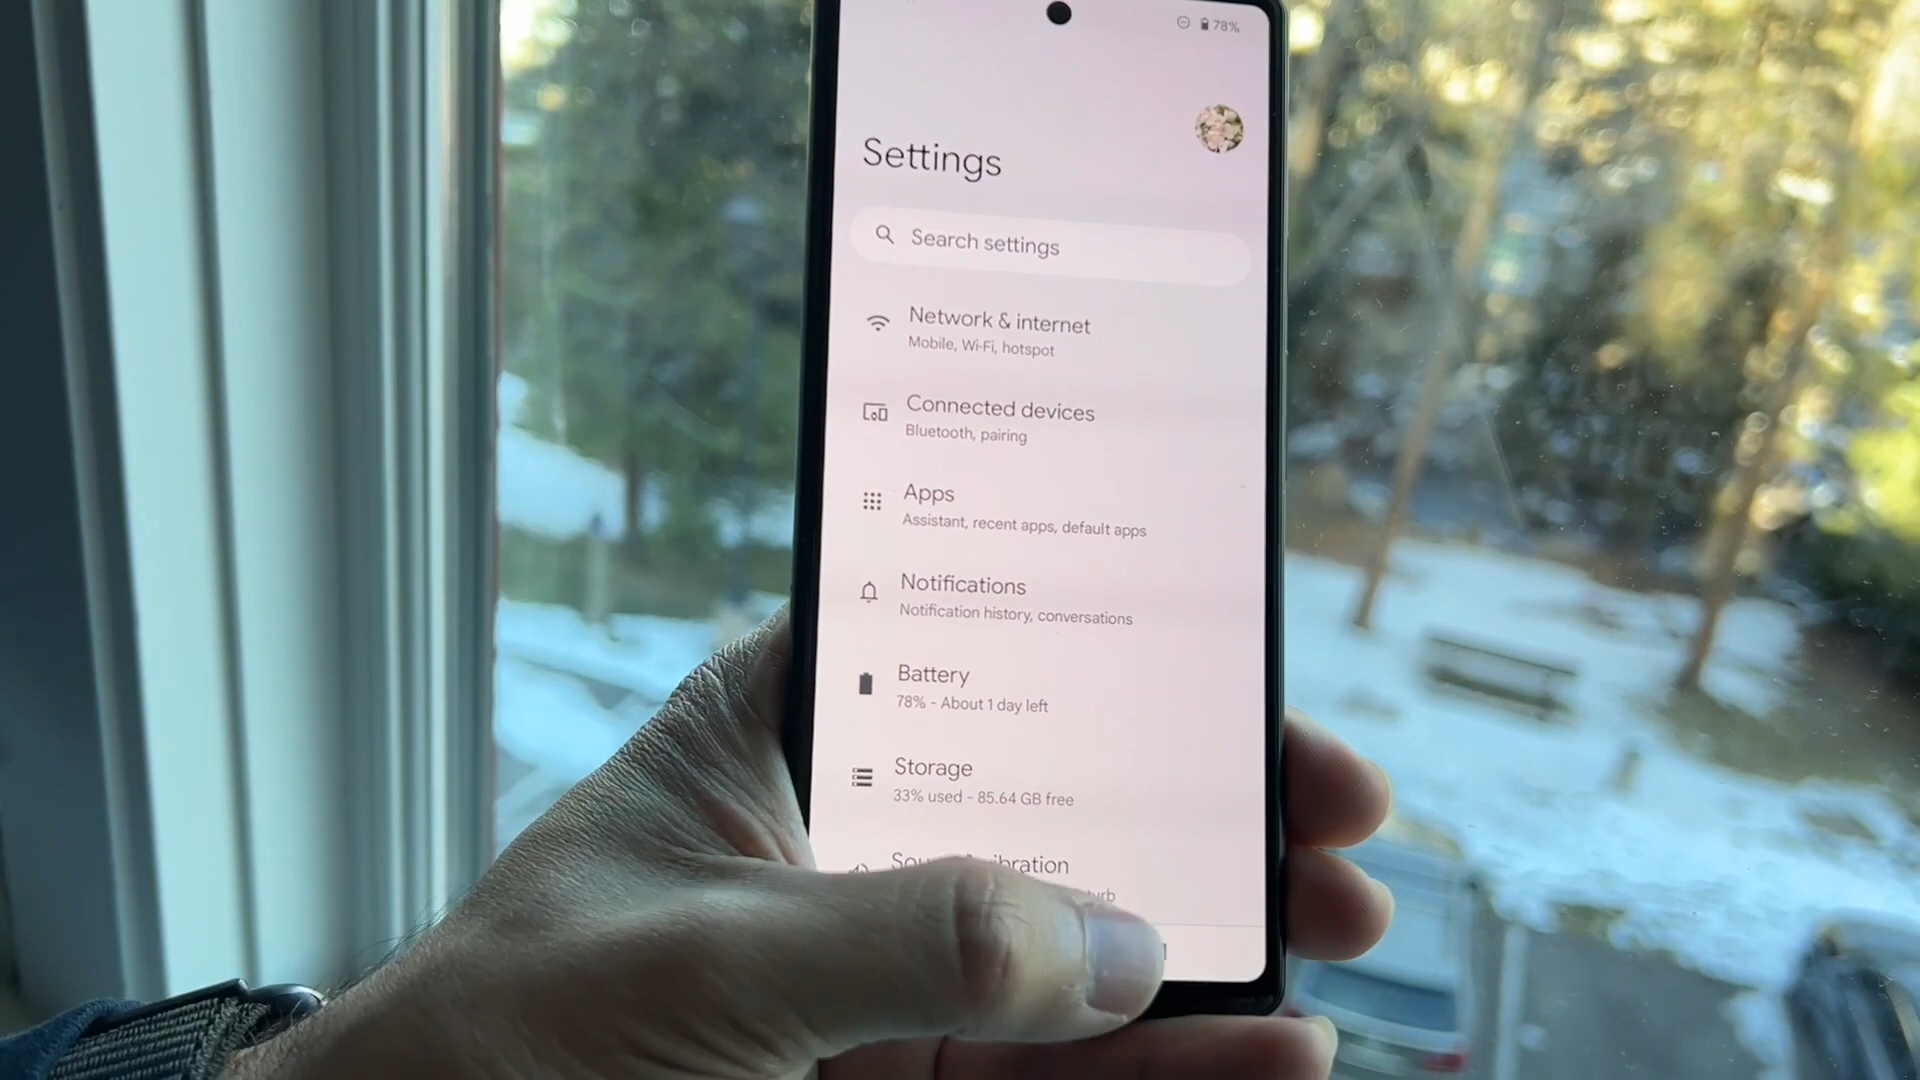 78%
Settings
Search settings
Network & internet
Mobile, Wi-Fi, hotspot
Connected devices
Bluetooth, pairing
Apps
Assistant, recent apps, default apps
Notifications
Notification history, conversations
Battery
78% - About 1 day left
Storage
33% used - 85.64 GB free